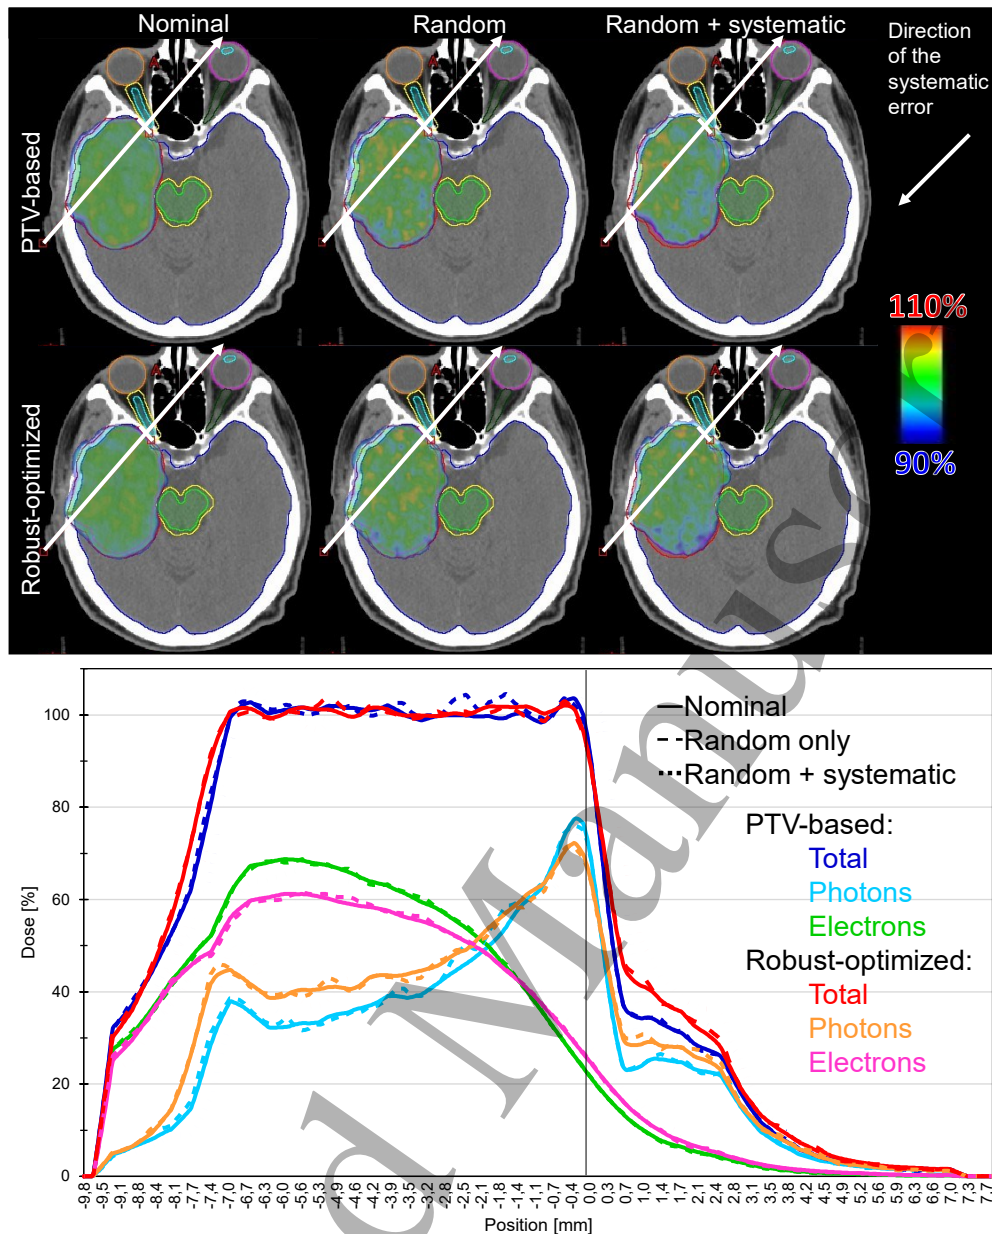 Nominal
Random
Random + systematic
Direction
of the
systematic
error
PTV-based
A
A
A
110%
90%
Robust-optimized
A
A
A
d Manus
100
80
60
40
20
0
Dose [%]
Nominal
Random only
Random + systematic
PTV-based:
Total
Photons
Electrons
Robust-optimized:
Total
Photons
Electrons
-9,8 -9,5 -9,1 -8,8 -8,4 -8,1 -7,7 -7,4 -7,0 -6,7 -6,3 -6,0 -5,6 -5,3 -4,9 -4,6 -4,2 -3,9 -3,5 -3,2 -2,8 -2,5 -2,1 -1,8 -1,4 -1,1 -0,7 -0,4 0,0 0,3 0,7 1,0 1,4 1,7 2,1 2,4 2,8 3,1 3,5 3,8 4,2 4,5 4,9 5,2 5,6 5,9 6,3 6,6 7,0 7,3 7,7
Position [mm]